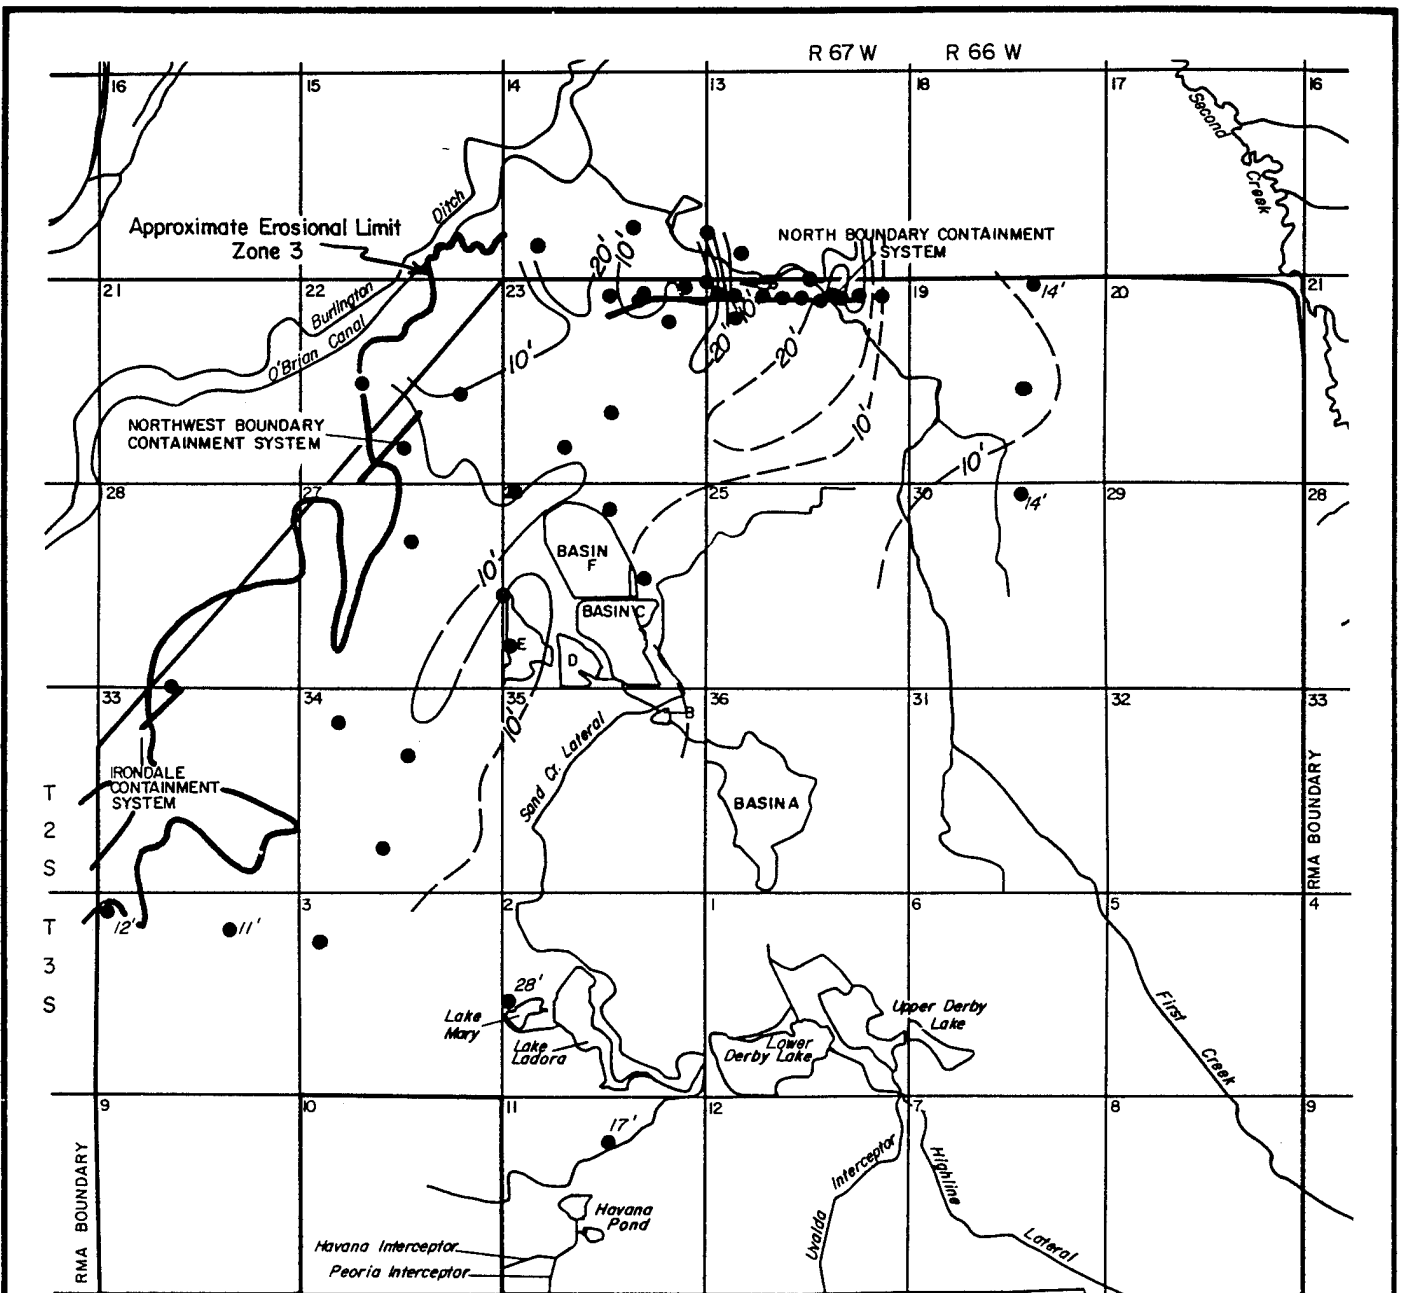 R 67 W R 66 W
16 15 14 13 18 17 16
Second
Creek
Ditch
Approximate Erosional Limit
Zone 3
NORTH BOUNDARY CONTAINMENT
SYSTEM
20' 10'
21 22 23 19 20 21
14'
Burlington
O'Brian Canal
10'
20' 10' 20'
10'
NORTHWEST BOUNDARY
CONTAINMENT SYSTEM
10'
28 27 25 30 29 28
14'
10'
BASIN
F
BASIN C
E
D
33 34 35 36 31 32 33
10'
B
Sand Cr. Lateral
IRONDALE
CONTAINMENT
SYSTEM
BASIN A
T
2
S
RMA BOUNDARY
3 2 1 6 5 4
12' 11'
T
3
S
28'
Lake
Mary
Lake
Ladora
Lower
Derby Lake
Upper Derby
Lake
First
Creek
9 10 11 12 7 8 9
17'
RMA BOUNDARY
Interceptor
Uvalda
Highline
Lateral
Havana
Pond
Havana Interceptor
Peoria Interceptor